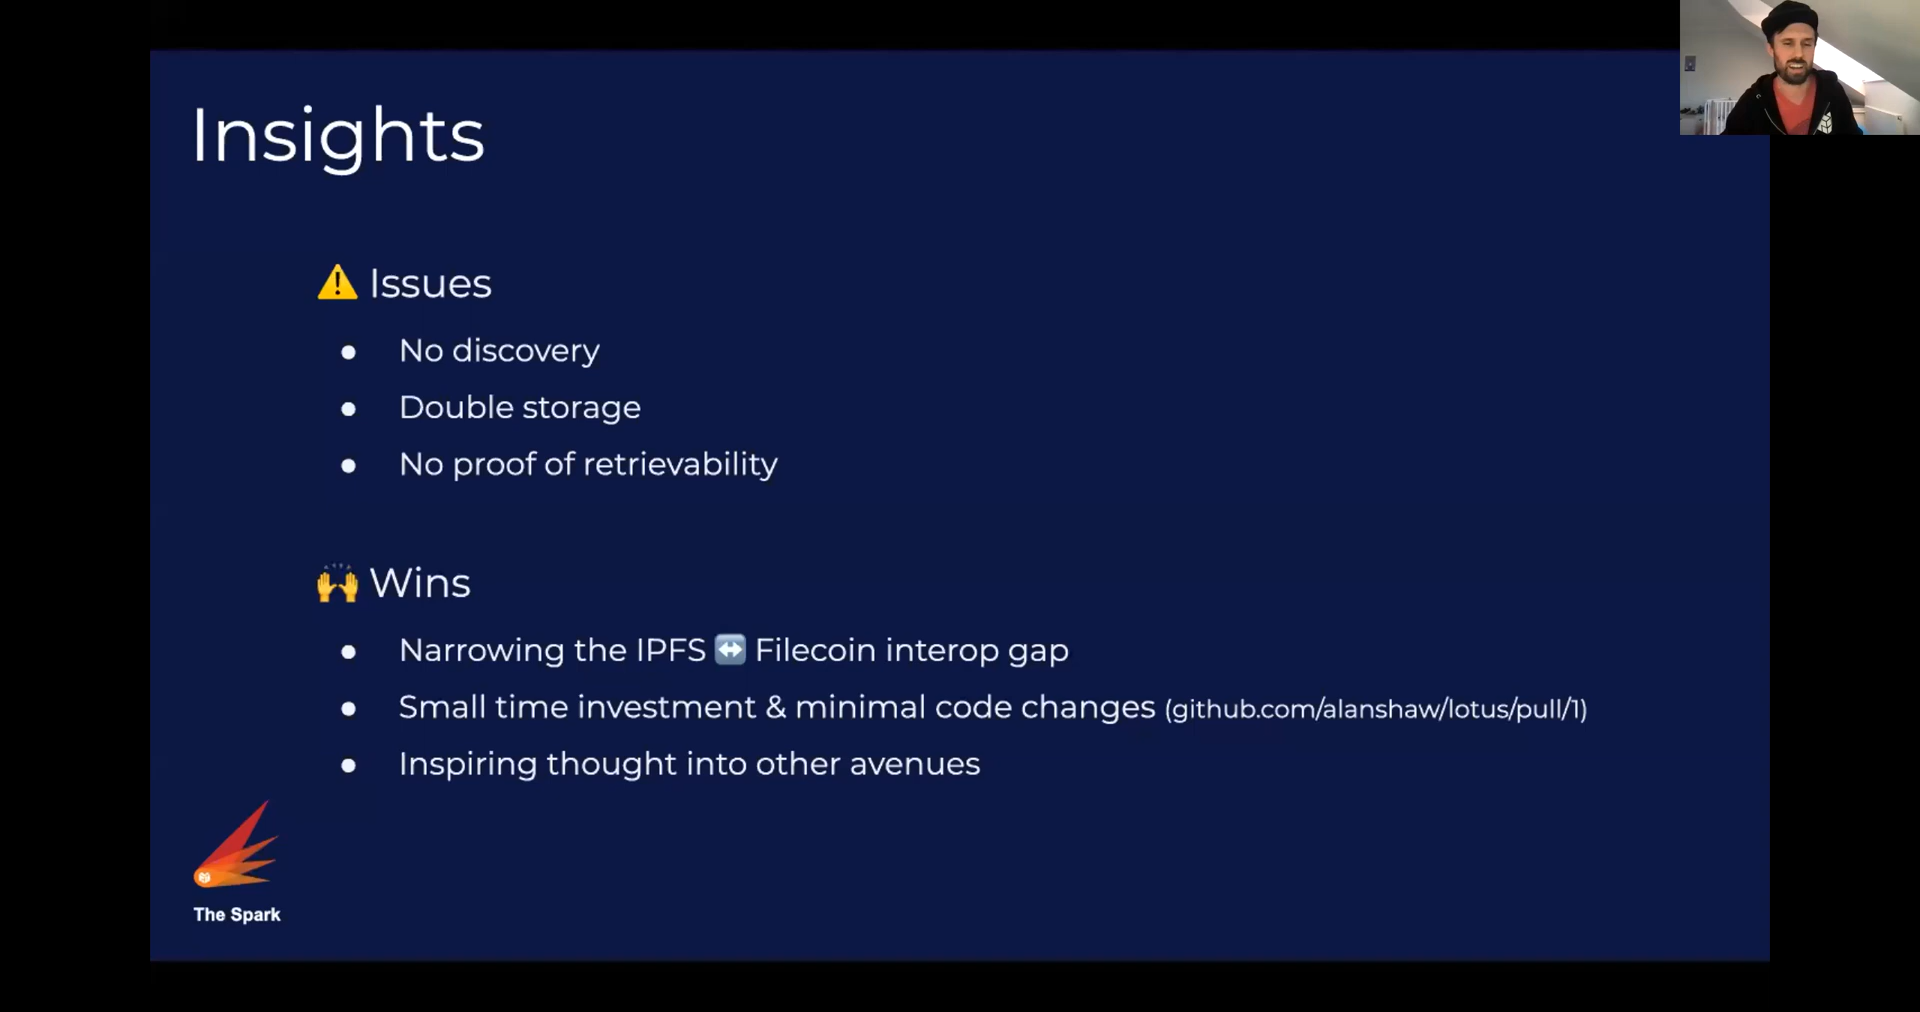 Insights
⚠️ Issues
● No discovery
● Double storage
● No proof of retrievability
🙌 Wins
● Narrowing the IPFS ↔️ Filecoin interop gap
● Small time investment & minimal code changes (github.com/alanshaw/lotus/pull/1)
● Inspiring thought into other avenues
The Spark